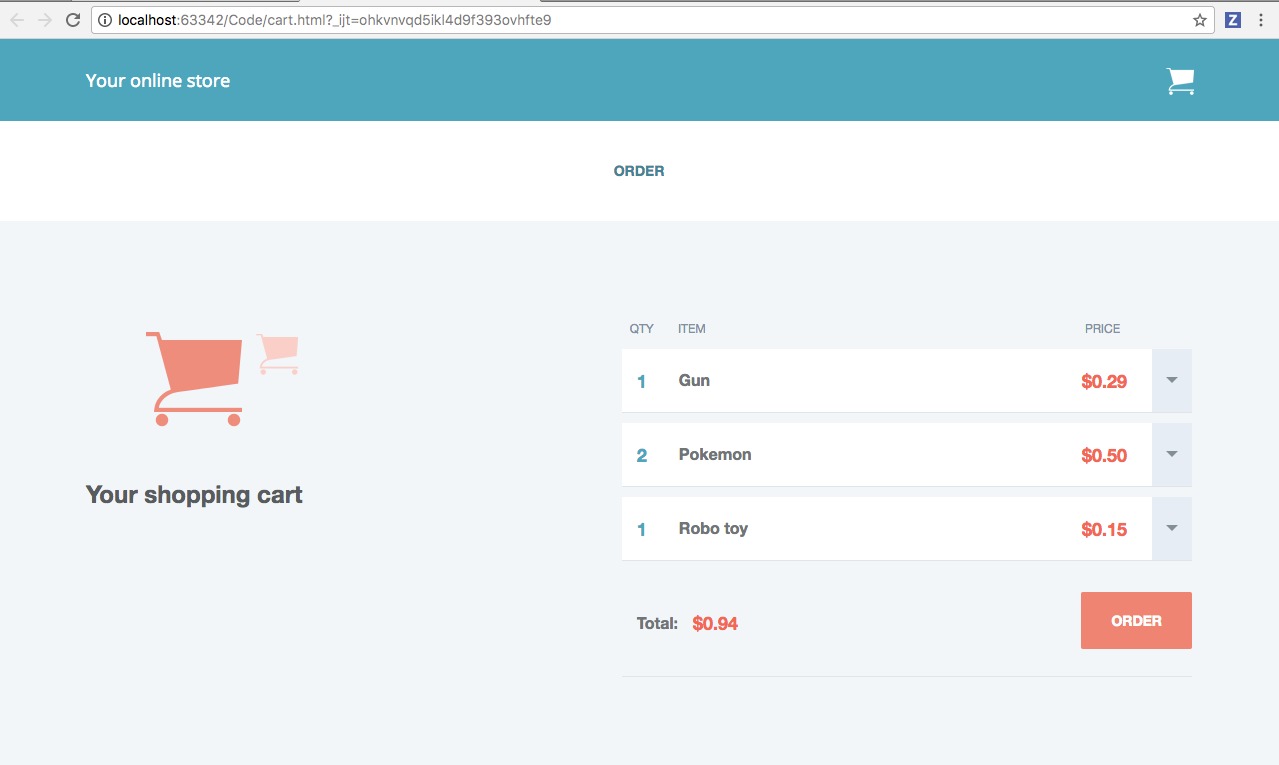 localhost:63342/Code/cart.html?_ijt=ohkvnvqd5ikl4d9f393ovhfte9
Z
Your online store
ORDER
QTY ITEM PRICE
1 Gun $0.29
2 Pokemon $0.50
1 Robo toy $0.15
Your shopping cart
Total: $0.94
ORDER